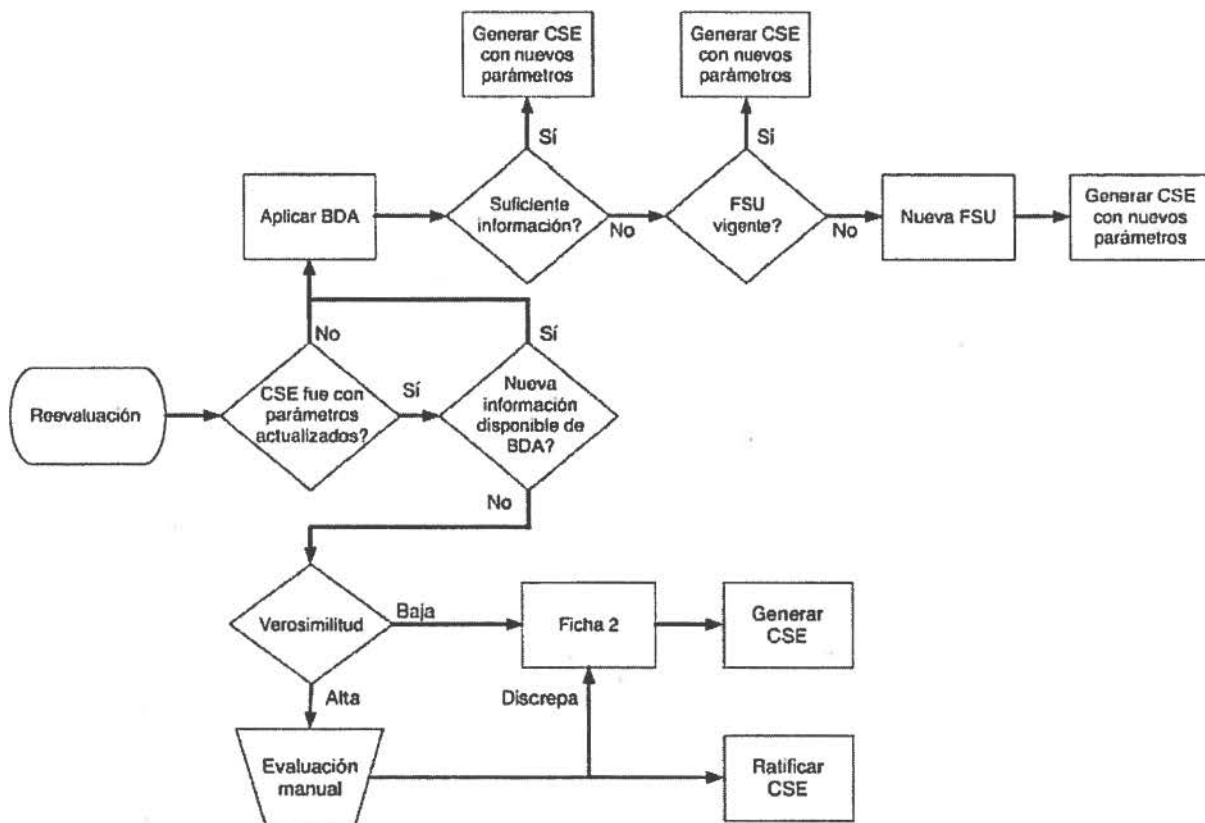 Generar CSE
con nuevos
parámetros
Generar CSE
con nuevos
parámetros
Sí
Sí
Aplicar BDA
Suficiente
información?
No
FSU
vigente?
No
Nueva FSU
Generar CSE
con nuevos
parámetros
No
Sí
Reevaluación
CSE fue con
parámetros
actualizados?
Sí
Nueva
información
disponible de
BDA?
No
Verosimilitud
Baja
Ficha 2
Generar
CSE
Alta
Discrepa
Evaluación
manual
Ratificar
CSE